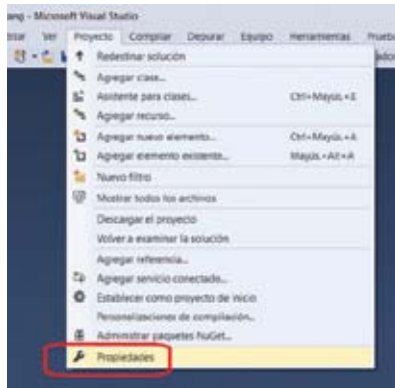 ang - Microsoft Visual Studio
Ver Proyecto Compilar Depurar Equipo Herramientas Prueba
Redestinar solución
Agregar clase...
Asistente para clases... Ctrl+Mayús.+E
Agregar recurso...
Agregar nuevo elemento... Ctrl+Mayús.+A
Agregar elemento existente... Mayús.+Alt+A
Nuevo filtro
Mostrar todos los archivos
Descargar el proyecto
Volver a examinar la solución
Agregar referencia...
Agregar servicio conectado...
Establecer como proyecto de inicio
Personalizaciones de compilación...
Administrar paquetes NuGet...
Propiedades